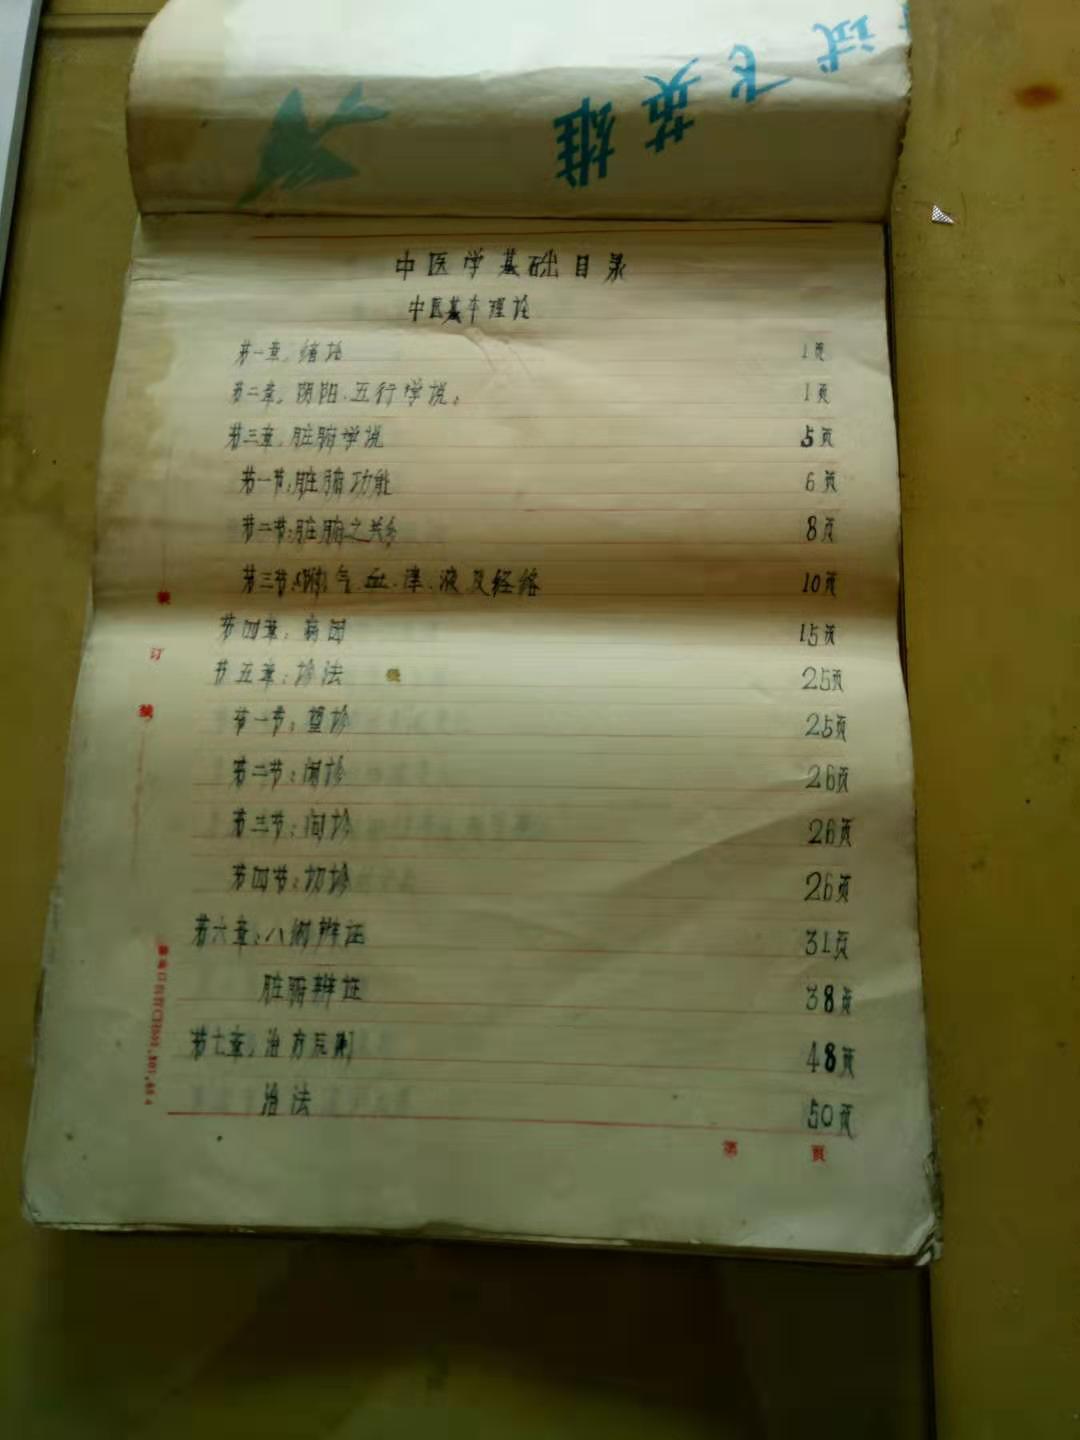 试飞英雄
中医学基础目录
中医基本理论
第一章，绪论 1页
第二章，阴阳、五行学说。 1页
第三章，脏腑学说 5页
第一节：脏腑功能 6页
第二节：脏腑之关系 8页
第三节：附：气、血、津、液及经络 10页
第四章：病因 15页
第五章：诊法 25页
第一节：望诊 25页
第二节：闻诊 26页
第三节：问诊 26页
第四节：切诊 26页
第六章：八纲辨证 31页
脏腑辨证 38页
第七章，治疗原则 48页
治法 50页
装
订
线
第 页